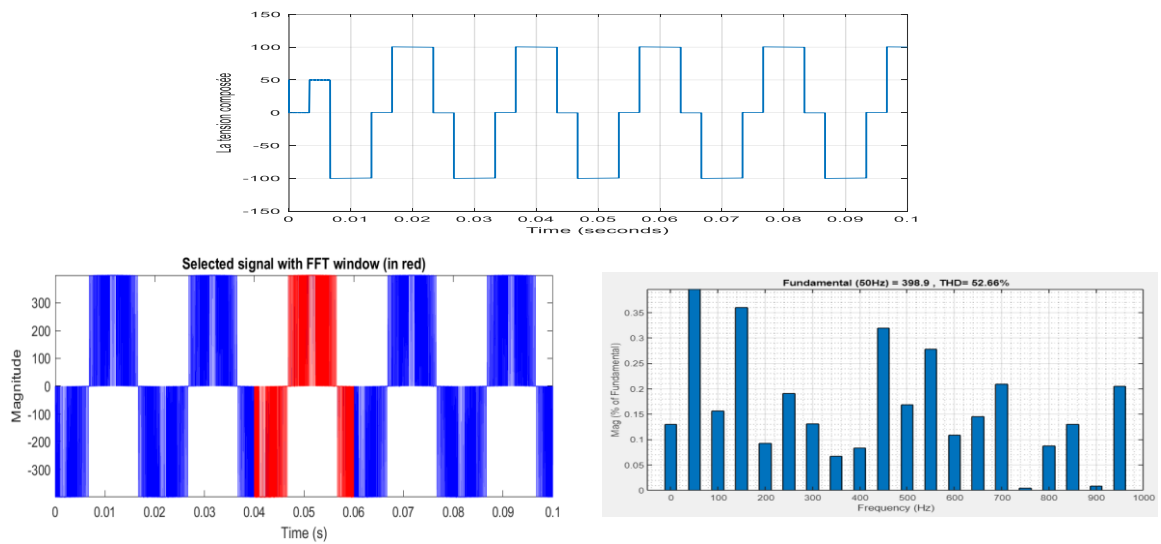 150
100
50
0
-50
-100
-150
La tension composée
0 0.01 0.02 0.03 0.04 0.05 0.06 0.07 0.08 0.09 0.1
Time (seconds)
Selected signal with FFT window (in red)
300
200
100
0
-100
-200
-300
Magnitude
0 0.01 0.02 0.03 0.04 0.05 0.06 0.07 0.08 0.09 0.1
Time (s)
Fundamental (50Hz) = 398.9 , THD= 52.66%
0.35
0.3
0.25
0.2
0.15
0.1
0.05
0
Mag (% of Fundamental)
0 100 200 300 400 500 600 700 800 900 1000
Frequency (Hz)